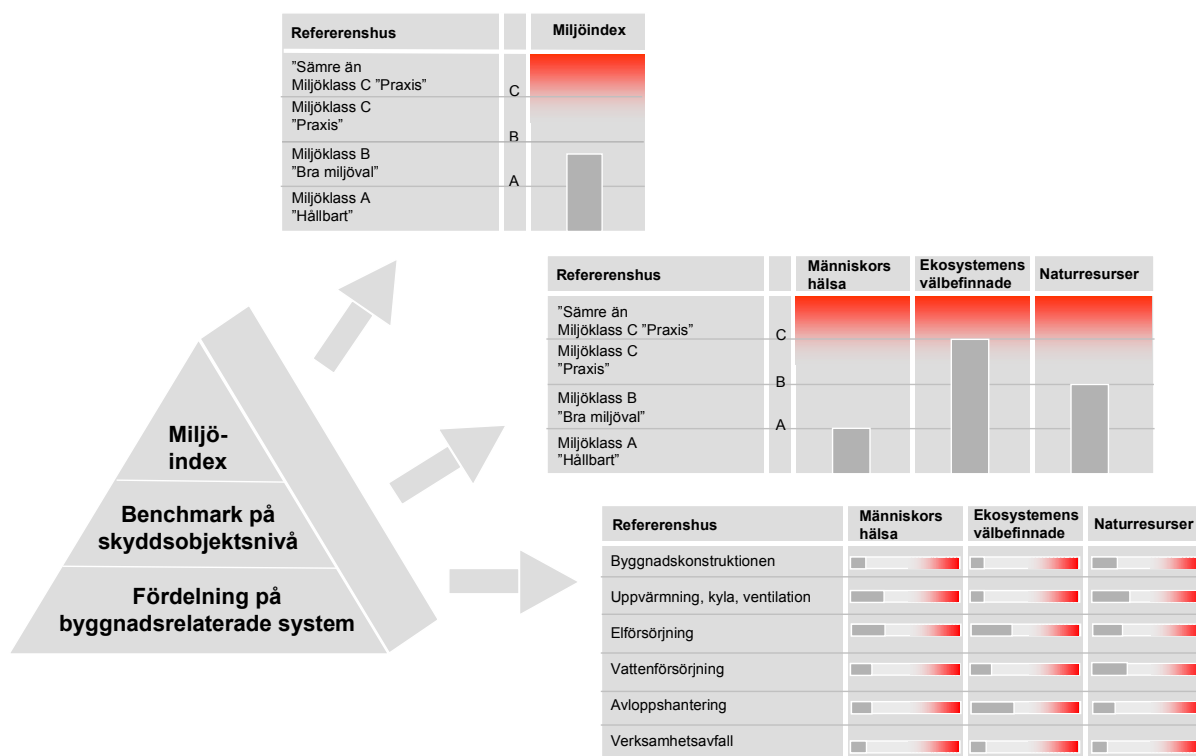 Refererenshus
Miljöindex
”Sämre än
Miljöklass C ”Praxis”
C
Miljöklass C
”Praxis”
B
Miljöklass B
”Bra miljöval”
A
Miljöklass A
”Hållbart”
Refererenshus
Människors
hälsa
Ekosystemens
välbefinnade
Naturresurser
”Sämre än
Miljöklass C ”Praxis”
C
Miljöklass C
”Praxis”
B
Miljöklass B
”Bra miljöval”
A
Miljöklass A
”Hållbart”
Miljö-
index
Benchmark på
skyddsobjektsnivå
Fördelning på
byggnadsrelaterade system
Refererenshus
Människors
hälsa
Ekosystemens
välbefinnade
Naturresurser
Byggnadskonstruktionen
Uppvärmning, kyla, ventilation
Elförsörjning
Vattenförsörjning
Avloppshantering
Verksamhetsavfall